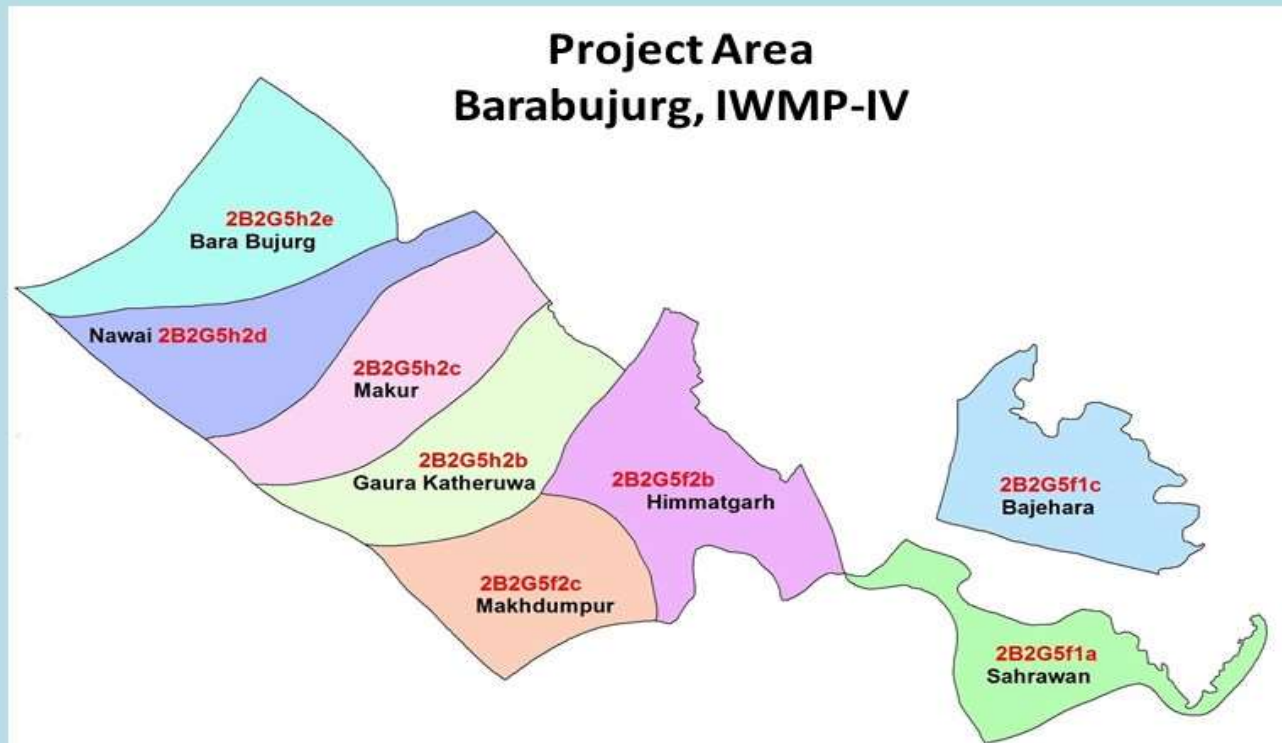 Project Area
Barabujurg, IWMP-IV
2B2G5h2e
Bara Bujurg
Nawai 2B2G5h2d
2B2G5h2c
Makur
2B2G5h2b
Gaura Katheruwa
2B2G5f2b
Himmatgarh
2B2G5f1c
Bajehara
2B2G5f2c
Makhdumpur
2B2G5f1a
Sahrawan